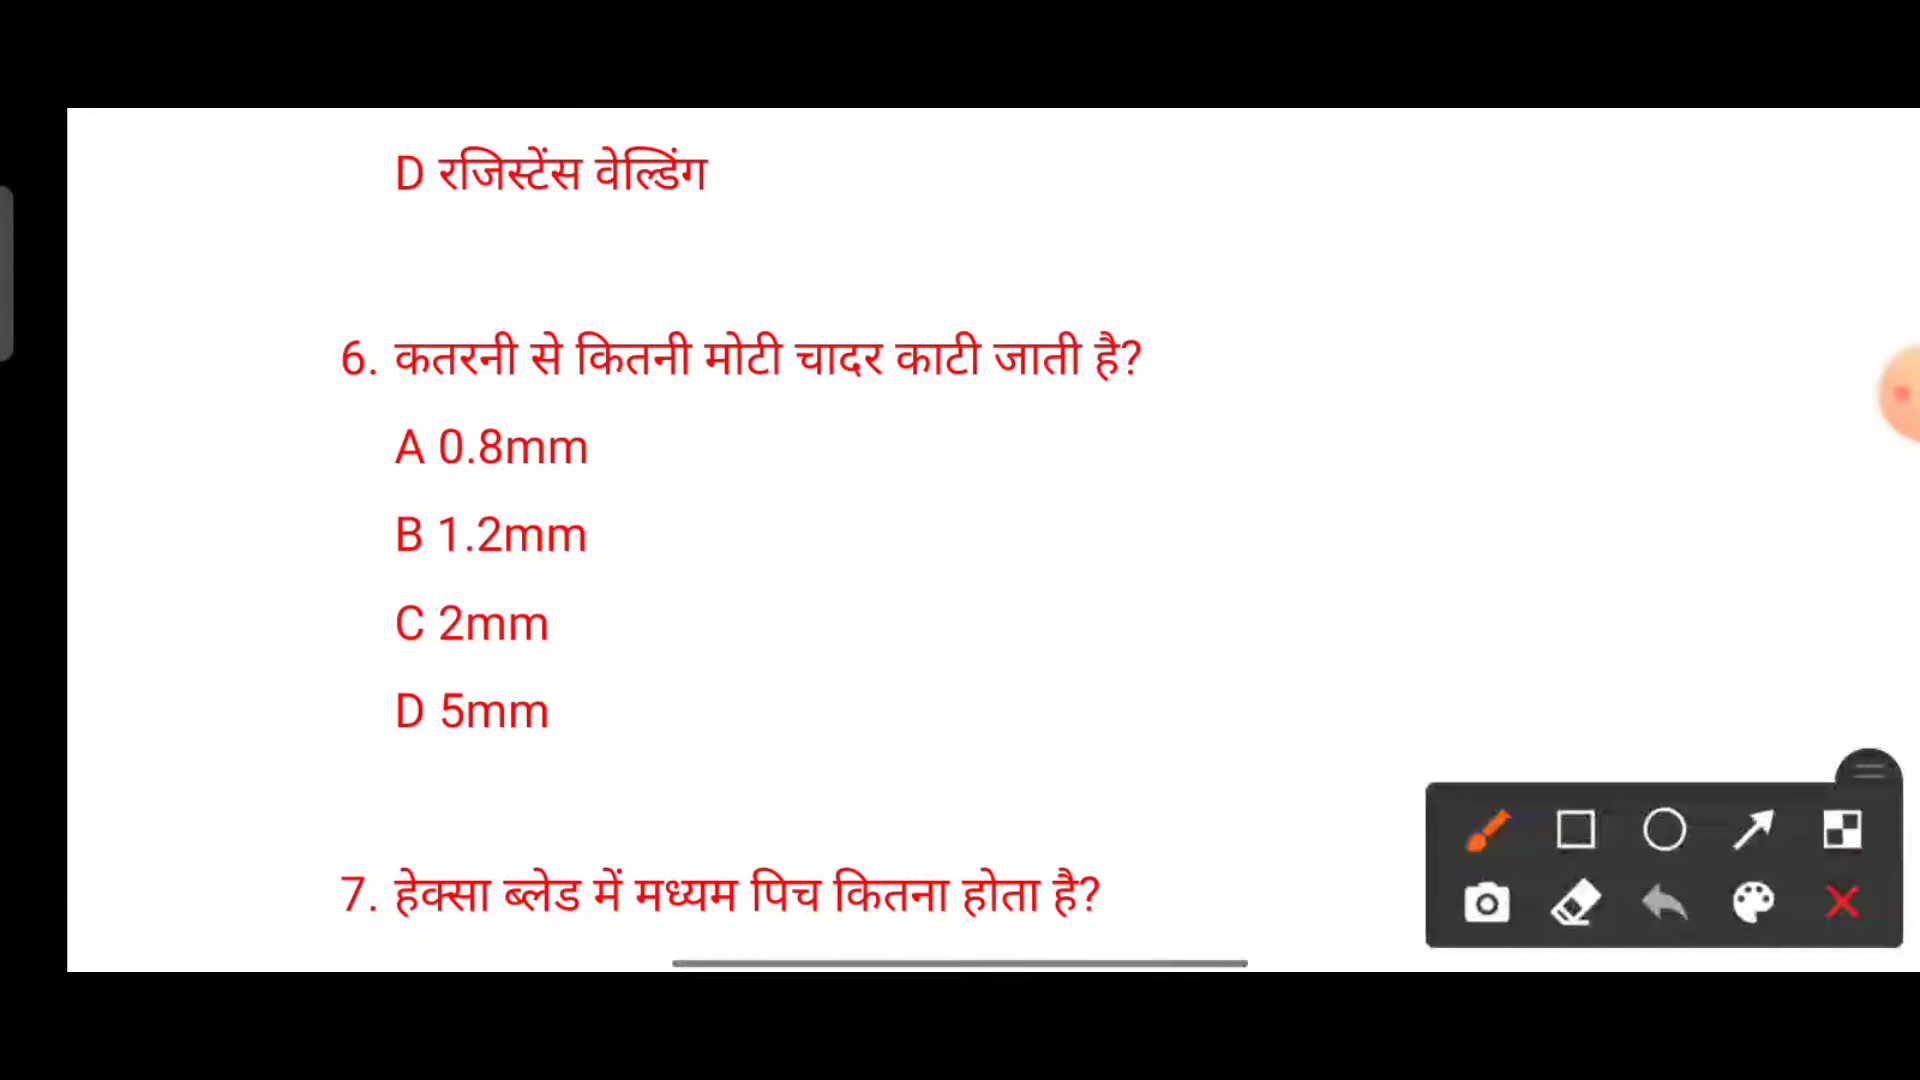 D रजिस्टेंस वेल्डिंग
6. कतरनी से कितनी मोटी चादर काटी जाती है?
A 0.8mm
B 1.2mm
C 2mm
D 5mm
7. हेक्सा ब्लेड में मध्यम पिच कितना होता है?